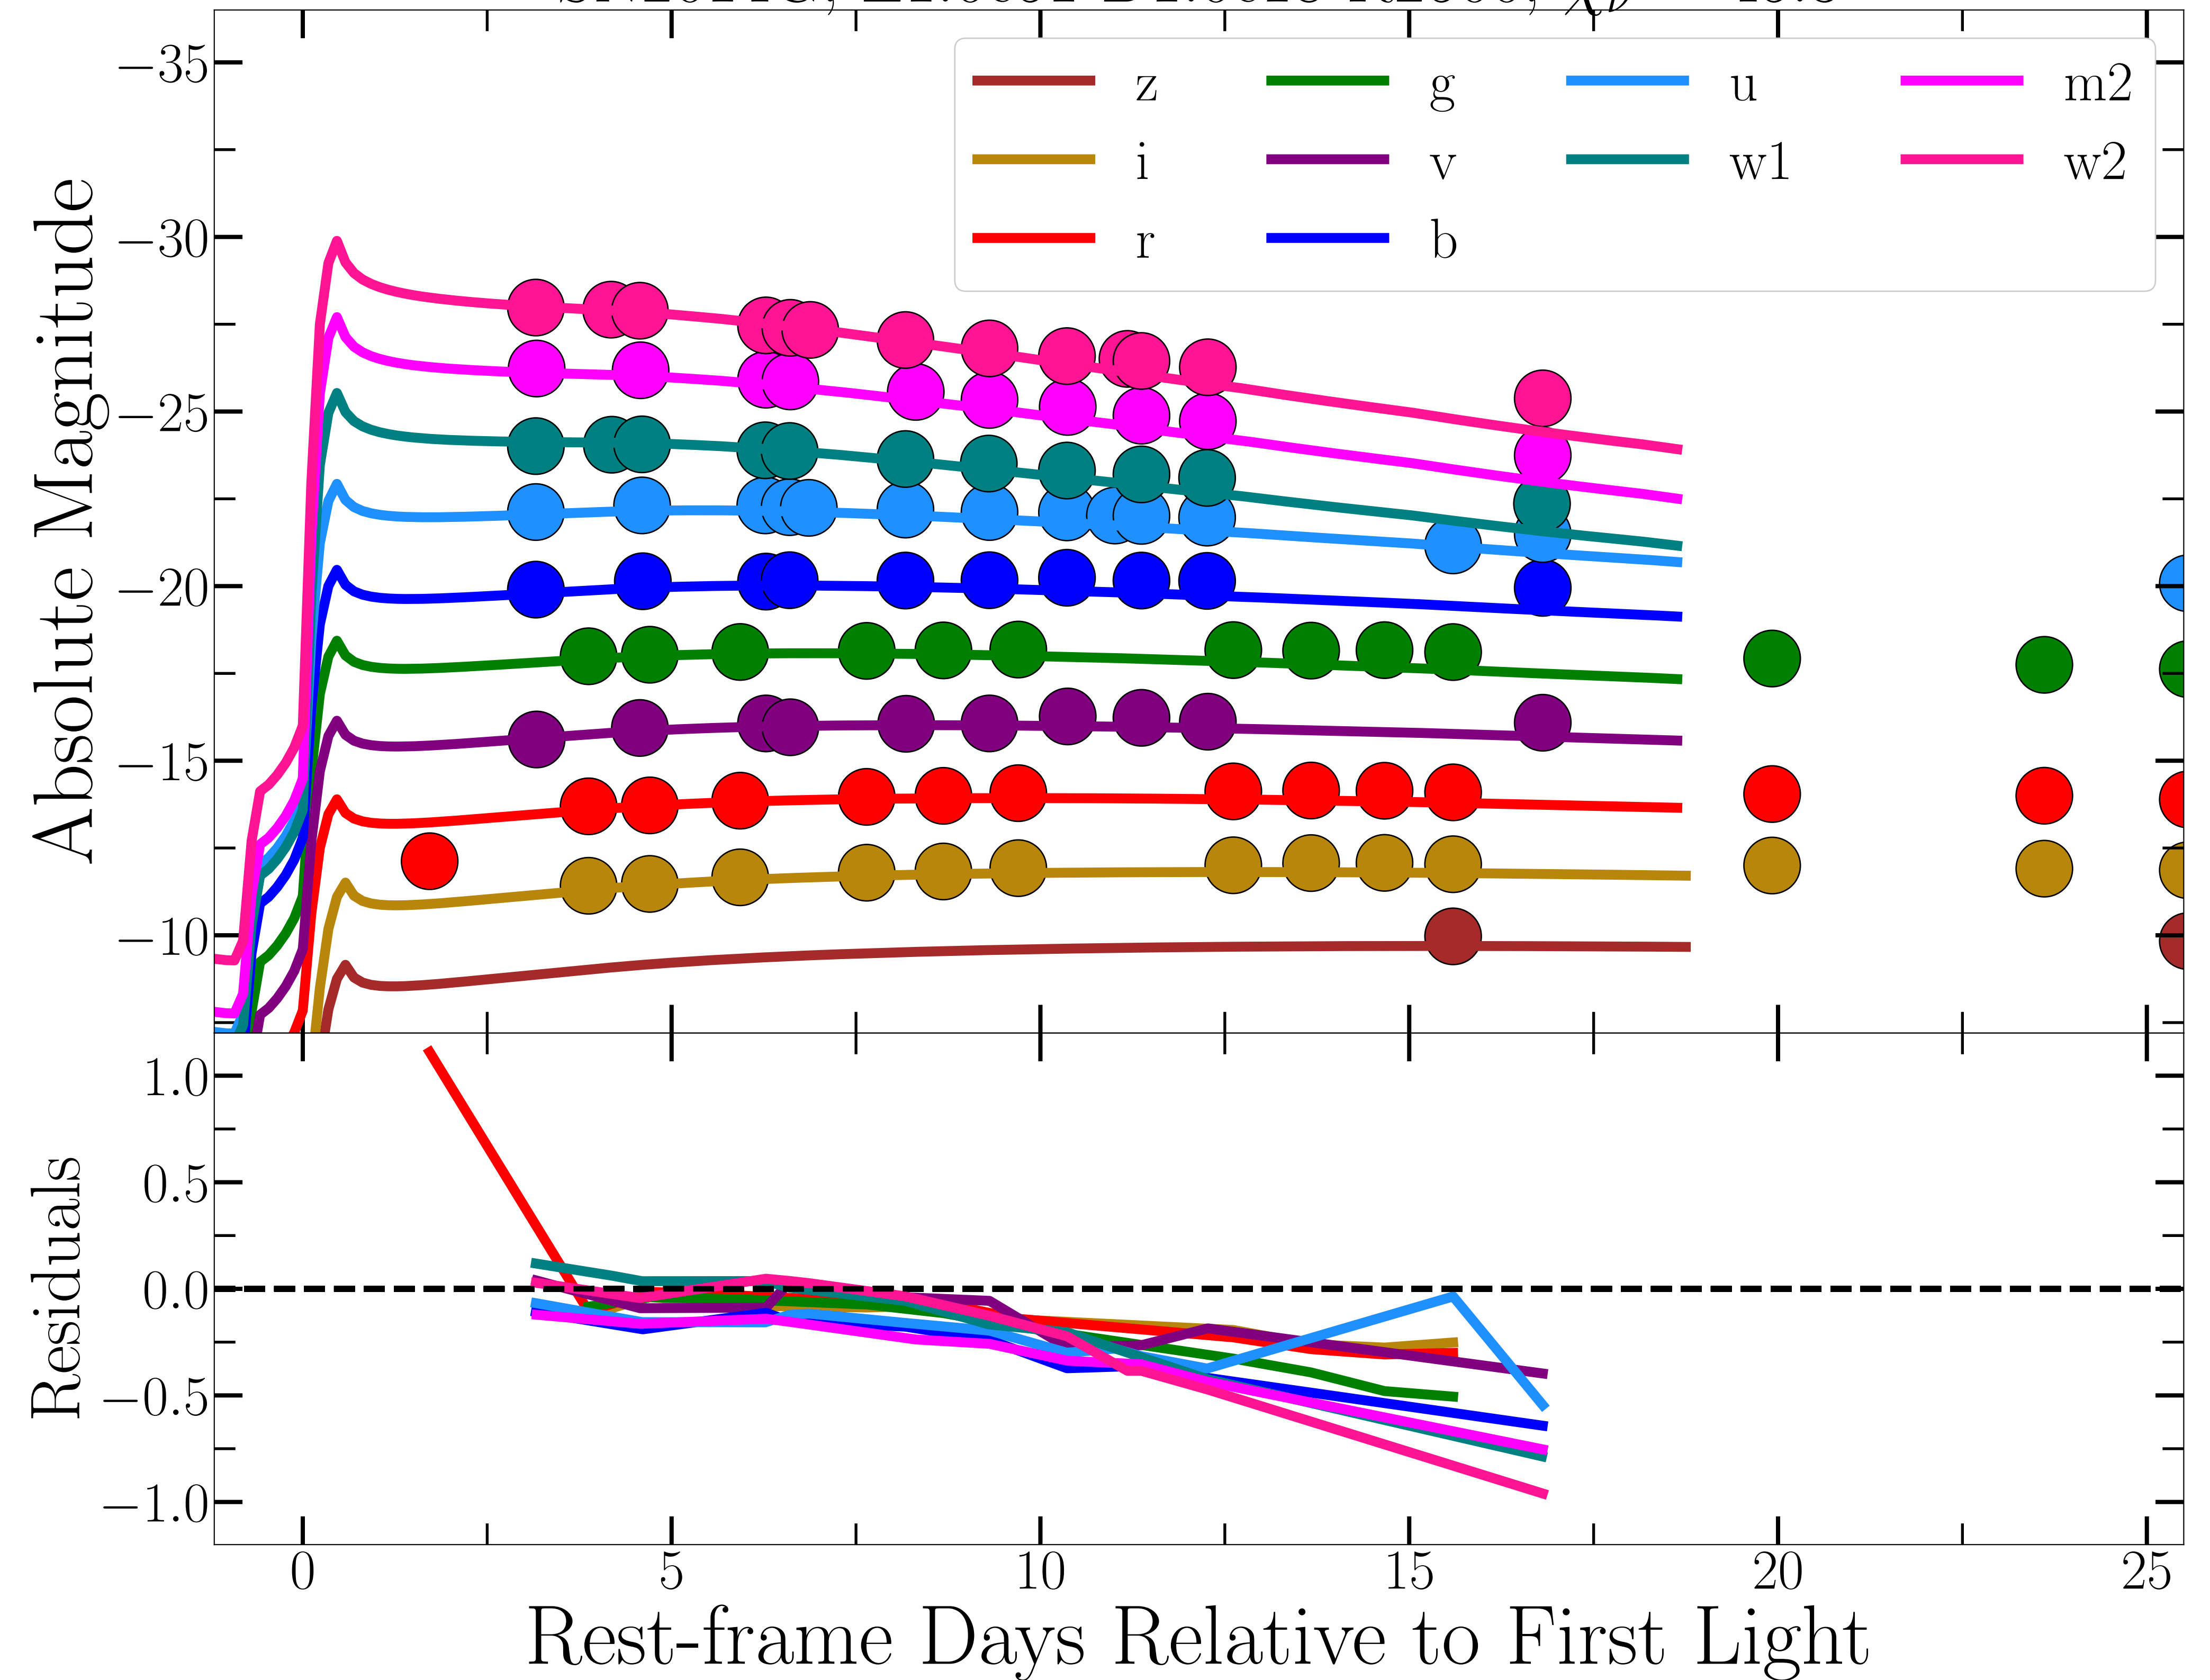 −35
−30
−25
−20
−15
−10
Absolute Magnitude
z g u m2
i v w1 w2
r b
1.0
0.5
0.0
−0.5
−1.0
Residuals
0 5 10 15 20 25
Rest-frame Days Relative to First Light